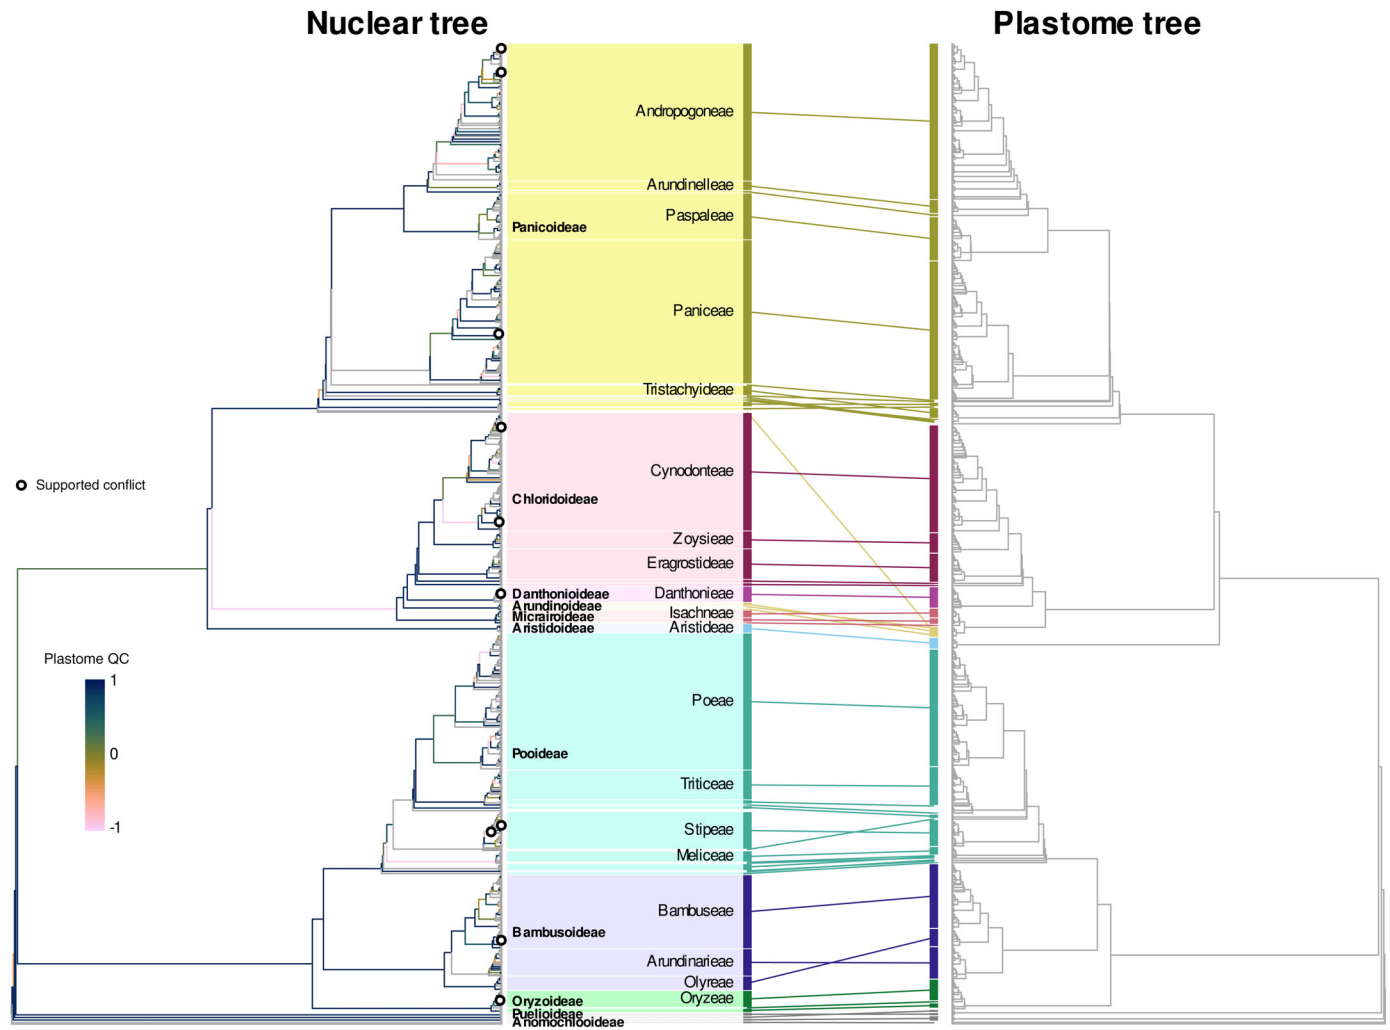 Nuclear tree
Plastome tree
Andropogoneae
Arundinelleae
Paspaleae
Panicoideae
Paniceae
Tristachyideae
Cynodonteae
Supported conflict
Chloridoideae
Zoysieae
Eragrostideae
Danthonioideae Danthonieae
Arundinoideae
Isachneae
Micrairoideae
Aristidoideae Aristideae
Plastome QC
1
Poeae
0
Pooideae
Triticeae
-1
Stipeae
Meliceae
Bambuseae
Bambusoideae
Arundinarieae
Olyreae
Oryzoideae Oryzeae
Puelioideae
Anomochlooideae